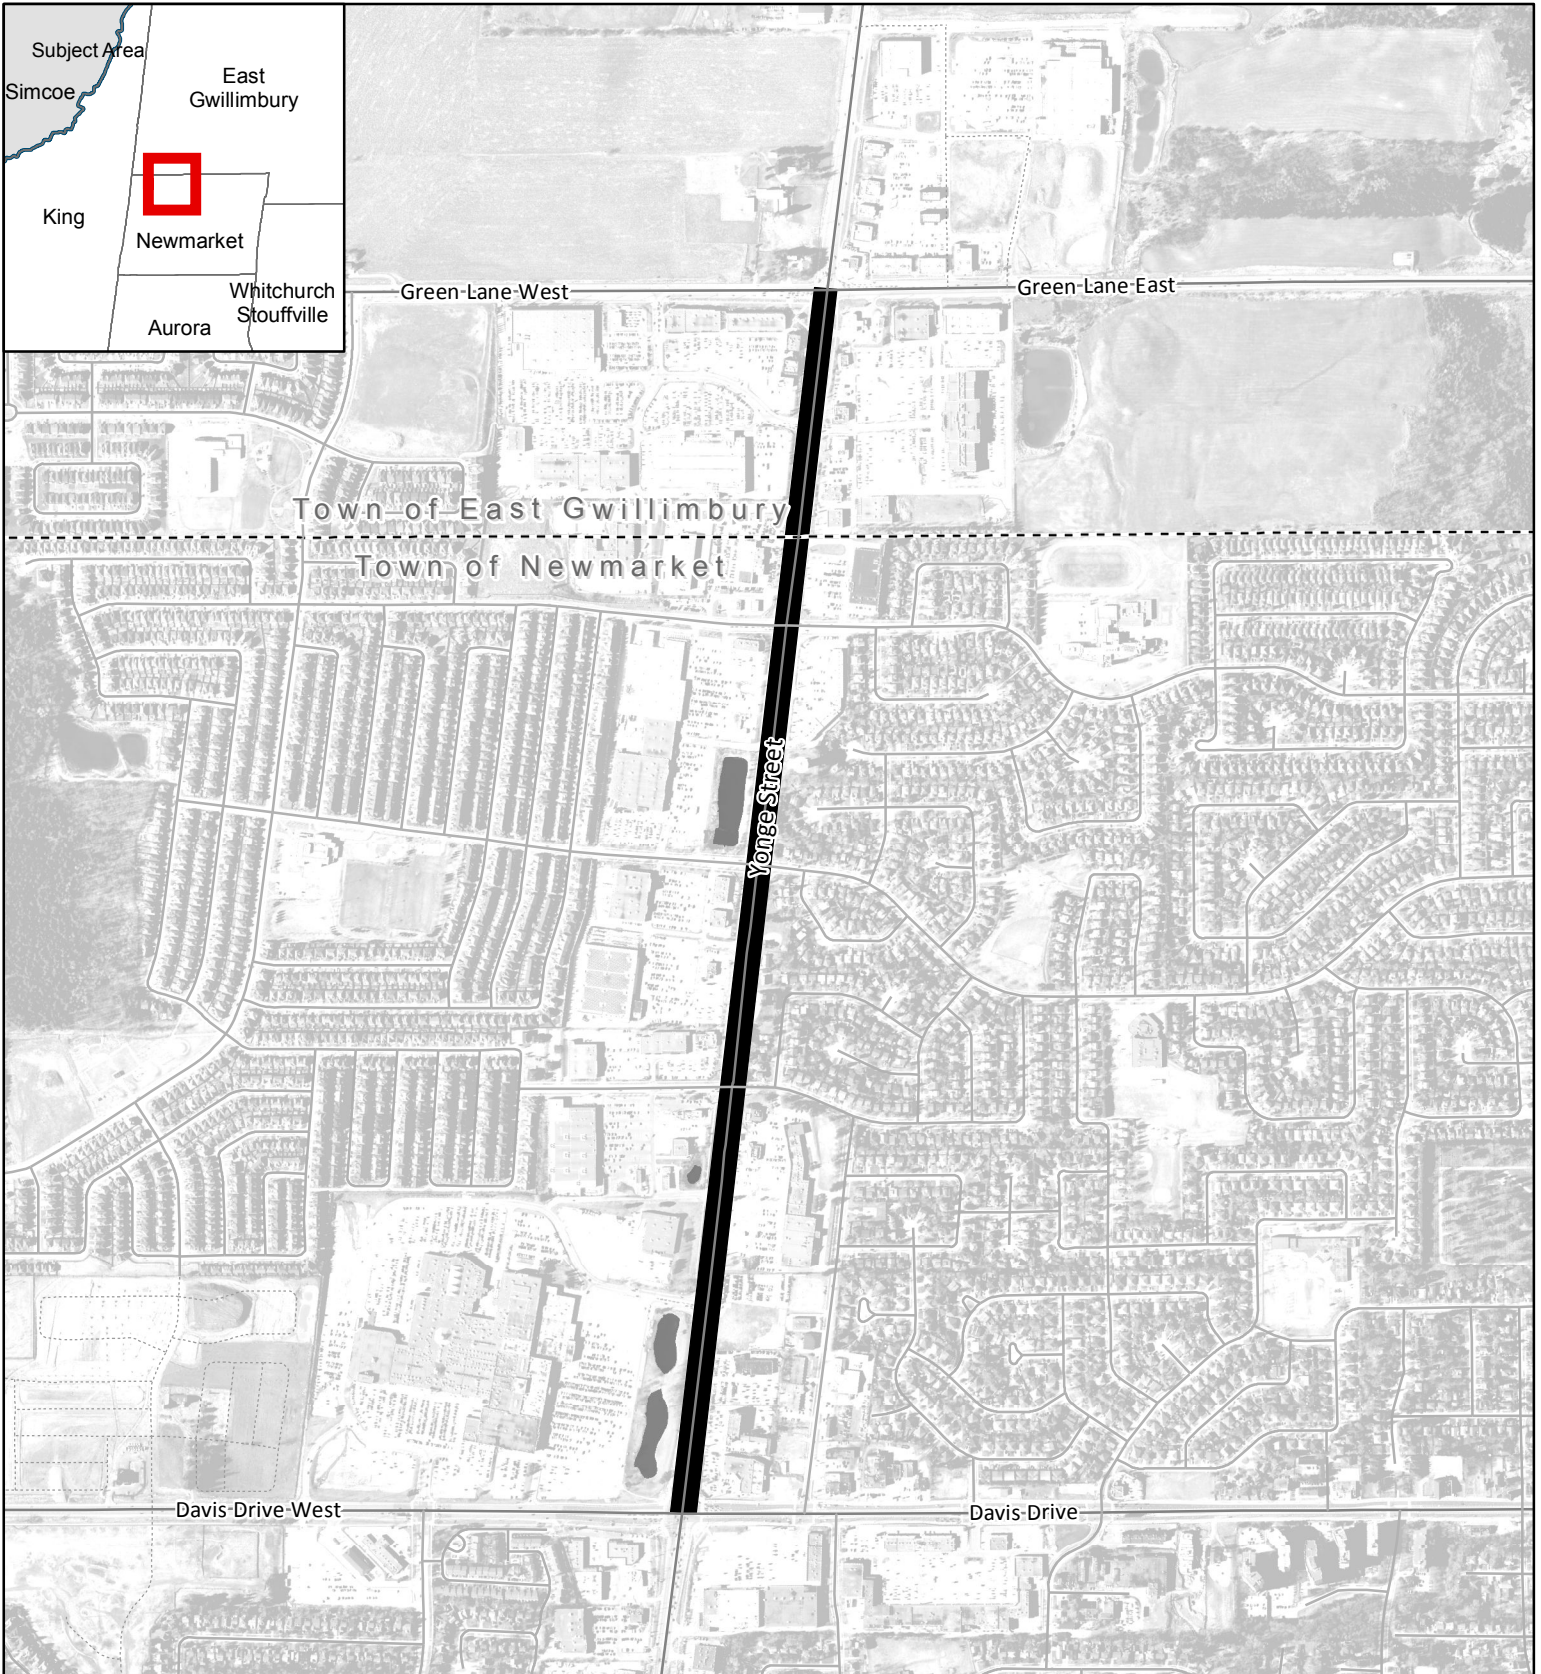 Subject Area
Simcoe
East
Gwillimbury
King
Newmarket
Whitchurch
Stouffville
Aurora
Green Lane West
Green Lane East
Town of East Gwillimbury
Town of Newmarket
Yonge Street
Davis Drive West
Davis Drive